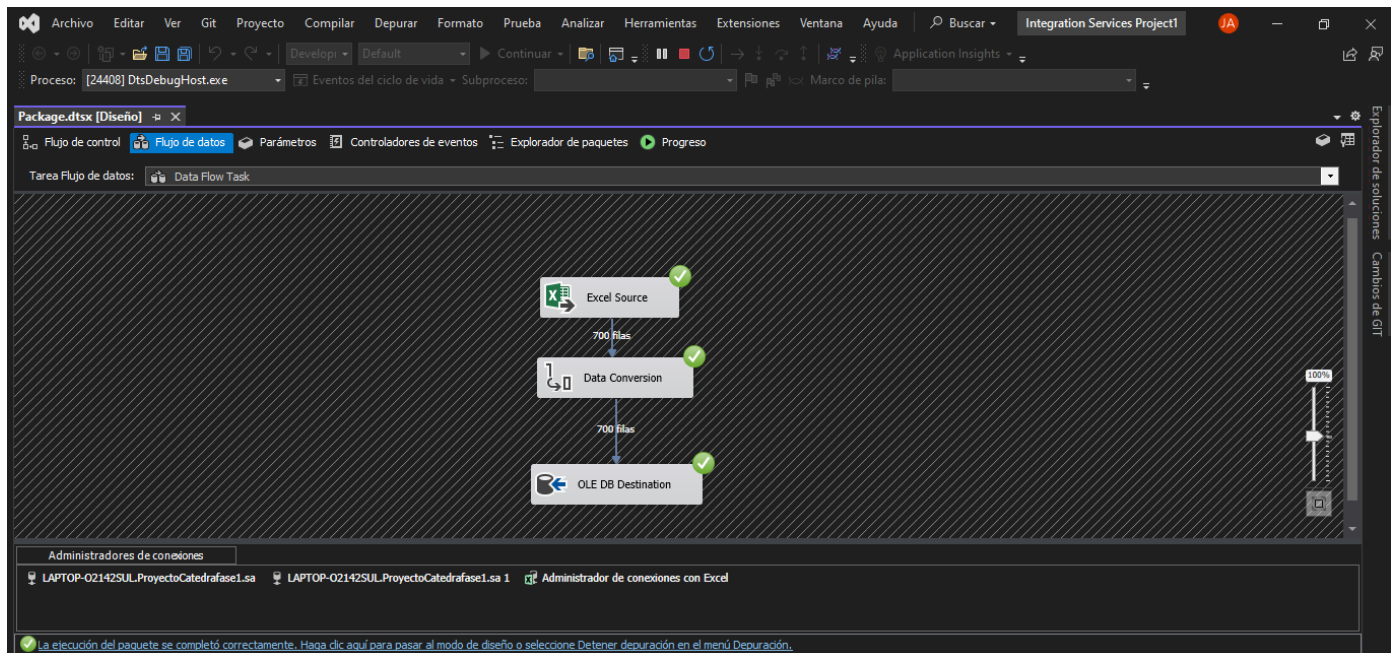 Archivo Editar Ver Git Proyecto Compilar Depurar Formato Prueba Analizar Herramientas Extensiones Ventana Ayuda Buscar Integration Services Project1 JA
Developi Default Continuar Application Insights
Proceso: [24408] DtsDebugHost.exe Eventos del ciclo de vida Subproceso: Marco de pila:
Package.dtsx [Diseño]
Flujo de control Flujo de datos Parámetros Controladores de eventos Explorador de paquetes Progreso
Tarea Flujo de datos: Data Flow Task
Excel Source
700 filas
Data Conversion
700 filas
OLE DB Destination
100%
Explorador de soluciones
Cambios de GIT
Administradores de conexiones
LAPTOP-O2142SUL.ProyectoCatedrafase1.sa LAPTOP-O2142SUL.ProyectoCatedrafase1.sa 1 Administrador de conexiones con Excel
La ejecución del paquete se completó correctamente. Haga clic aquí para pasar al modo de diseño o seleccione Detener depuración en el menú Depuración.